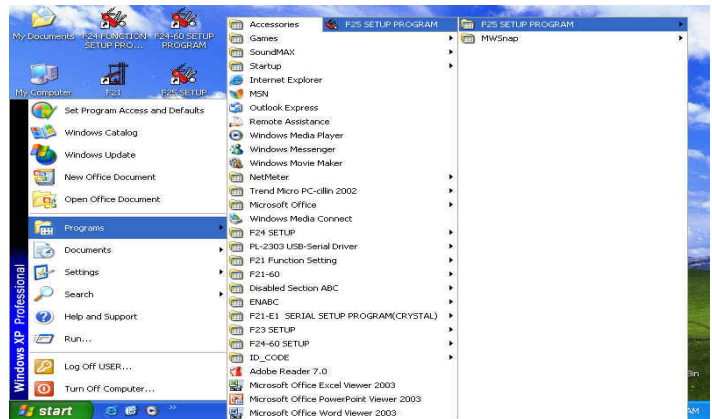 My Documents
F24 FUNCTION SETUP PRO...
F24-60 SETUP PROGRAM
My Computer
F21
F25 SETUP
Set Program Access and Defaults
Windows Catalog
Windows Update
New Office Document
Open Office Document
Programs
Documents
Settings
Search
Help and Support
Run...
Log Off USER...
Turn Off Computer...
Windows XP Professional
start
Accessories
Games
SoundMAX
Startup
Internet Explorer
MSN
Outlook Express
Remote Assistance
Windows Media Player
Windows Messenger
Windows Movie Maker
NetMeter
Trend Micro PC-cillin 2002
Microsoft Office
Windows Media Connect
F24 SETUP
PL-2303 USB-Serial Driver
F21 Function Setting
F21-60
Disabled Section ABC
ENABC
F21-E1 SERIAL SETUP PROGRAM(CRYSTAL)
F23 SETUP
F24-60 SETUP
ID_CODE
Adobe Reader 7.0
Microsoft Office Excel Viewer 2003
Microsoft Office PowerPoint Viewer 2003
Microsoft Office Word Viewer 2003
F25 SETUP PROGRAM
F25 SETUP PROGRAM
MWSnap
Bin
AM